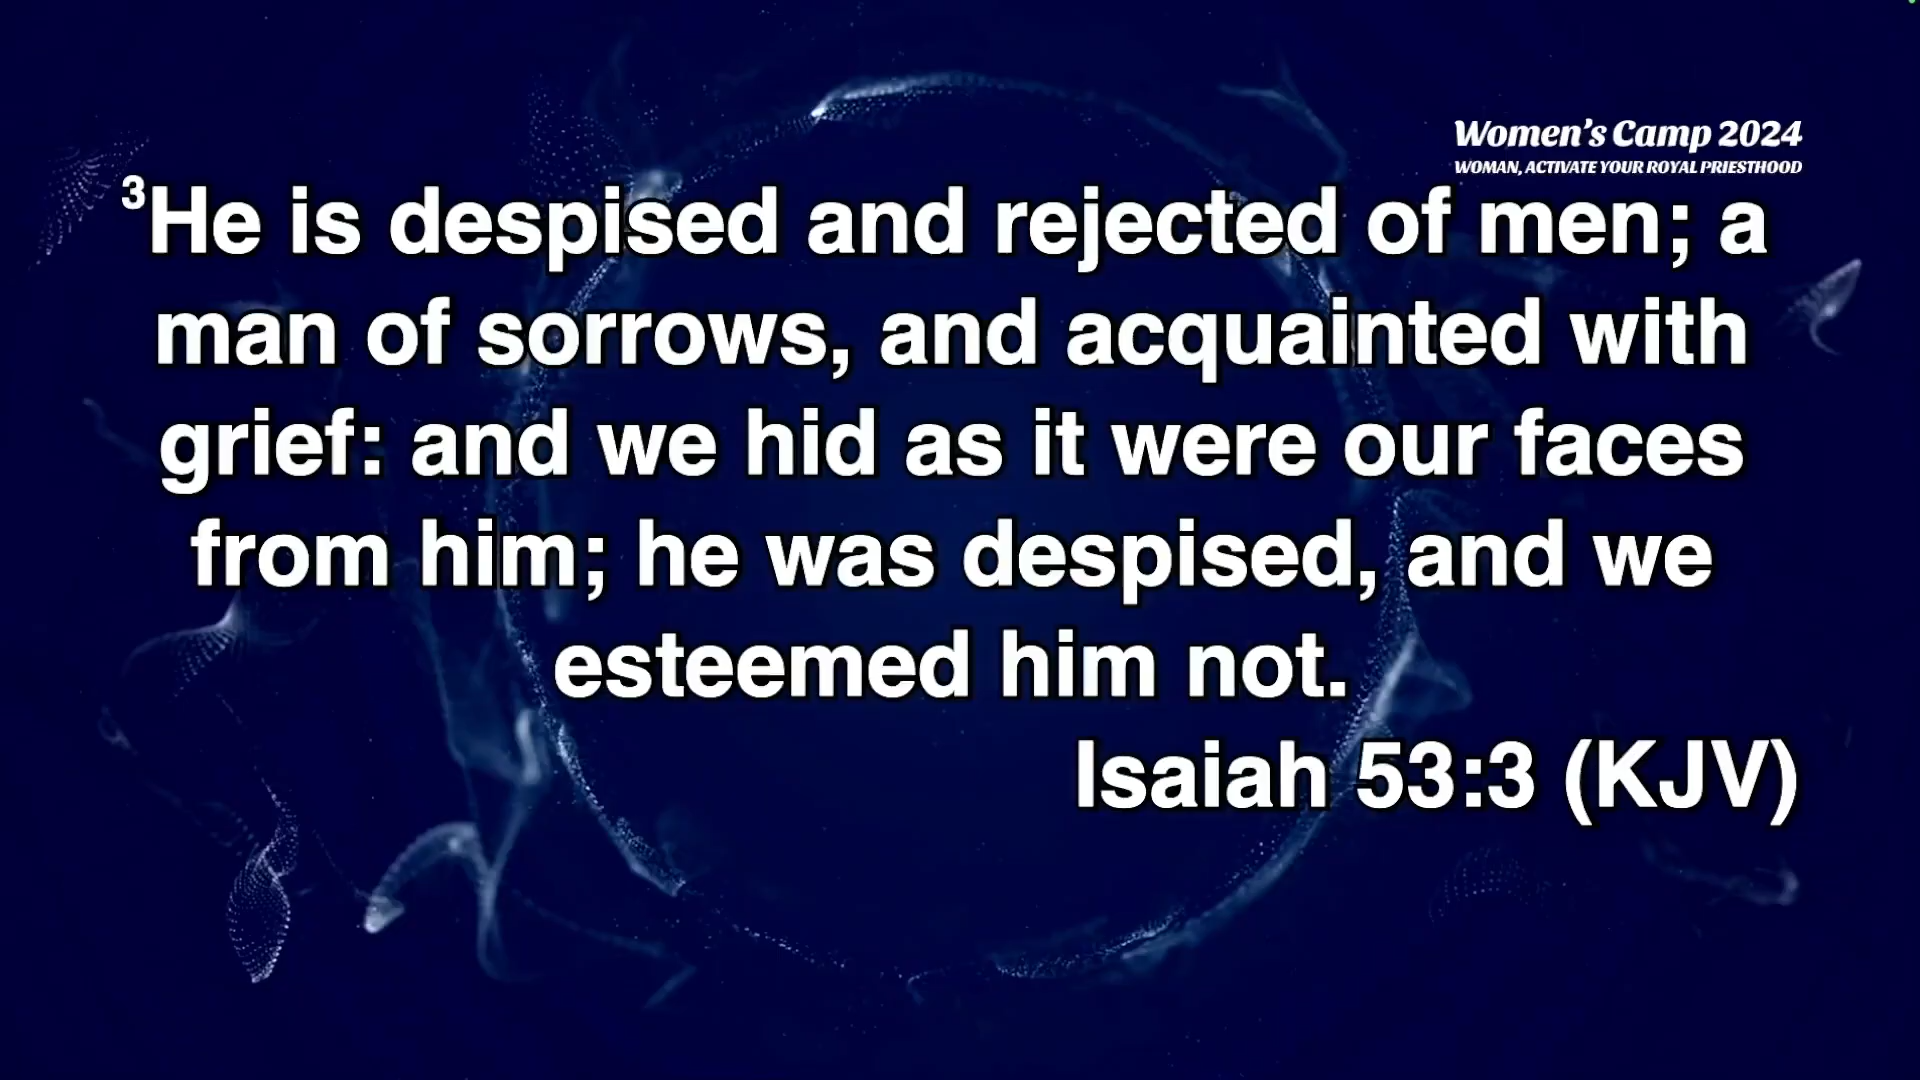 Women's Camp 2024
WOMAN, ACTIVATE YOUR ROYAL PRIESTHOOD
3He is despised and rejected of men; a
man of sorrows, and acquainted with
grief: and we hid as it were our faces
from him; he was despised, and we
esteemed him not.
Isaiah 53:3 (KJV)